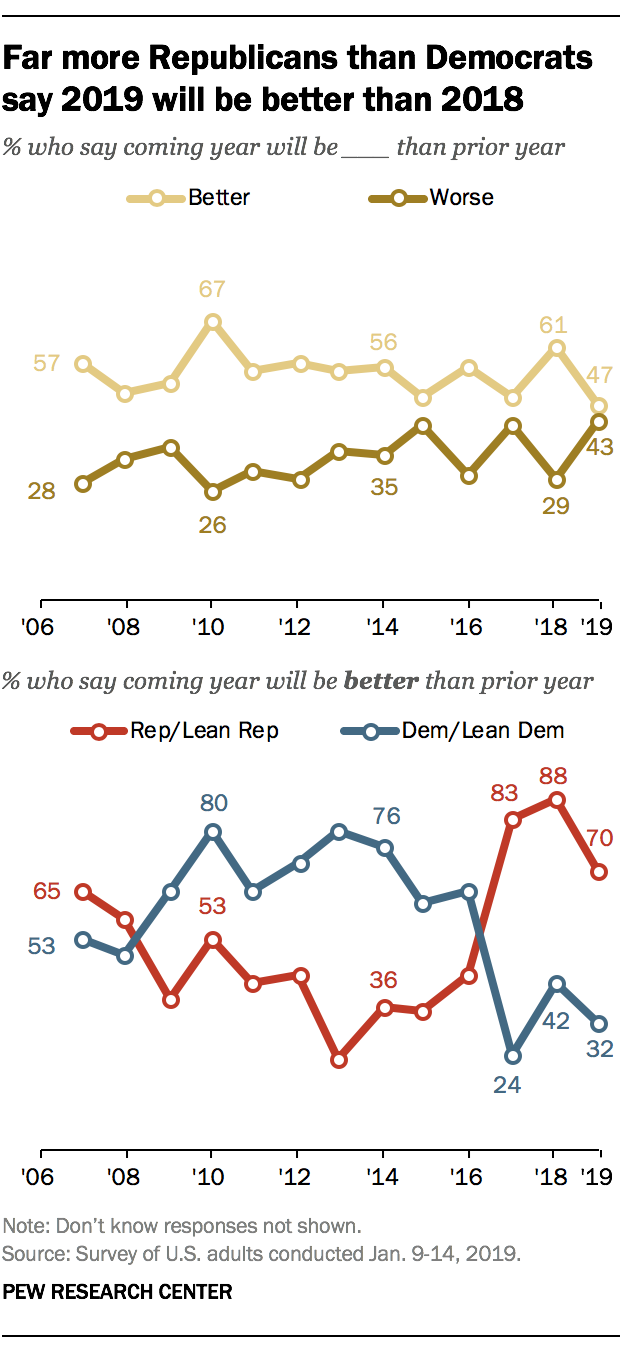 Far more Republicans than Democrats
say 2019 will be better than 2018
% who say coming year will be ____ than prior year
Better Worse
67
61
57 56 47
43
28 35
26 29
'06 '08 '10 '12 '14 '16 '18 '19
% who say coming year will be better than prior year
Rep/Lean Rep Dem/Lean Dem
88
83
80 76
70
65 53
53
36
42
32
24
'06 '08 '10 '12 '14 '16 '18 '19
Note: Don’t know responses not shown.
Source: Survey of U.S. adults conducted Jan. 9-14, 2019.
PEW RESEARCH CENTER